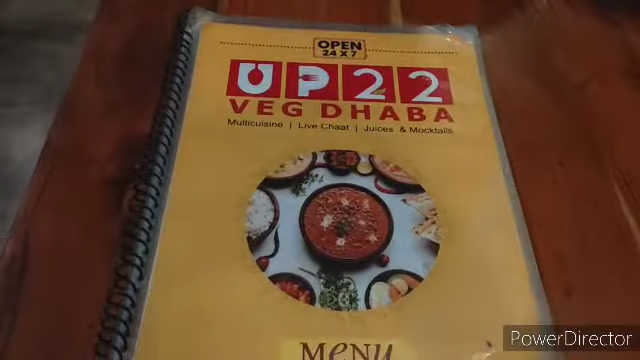 OPEN
24 X 7
UP22
VEG DHABA
Multicuisine | Live Chaat | Juices & Mocktails
MENU
PowerDirector